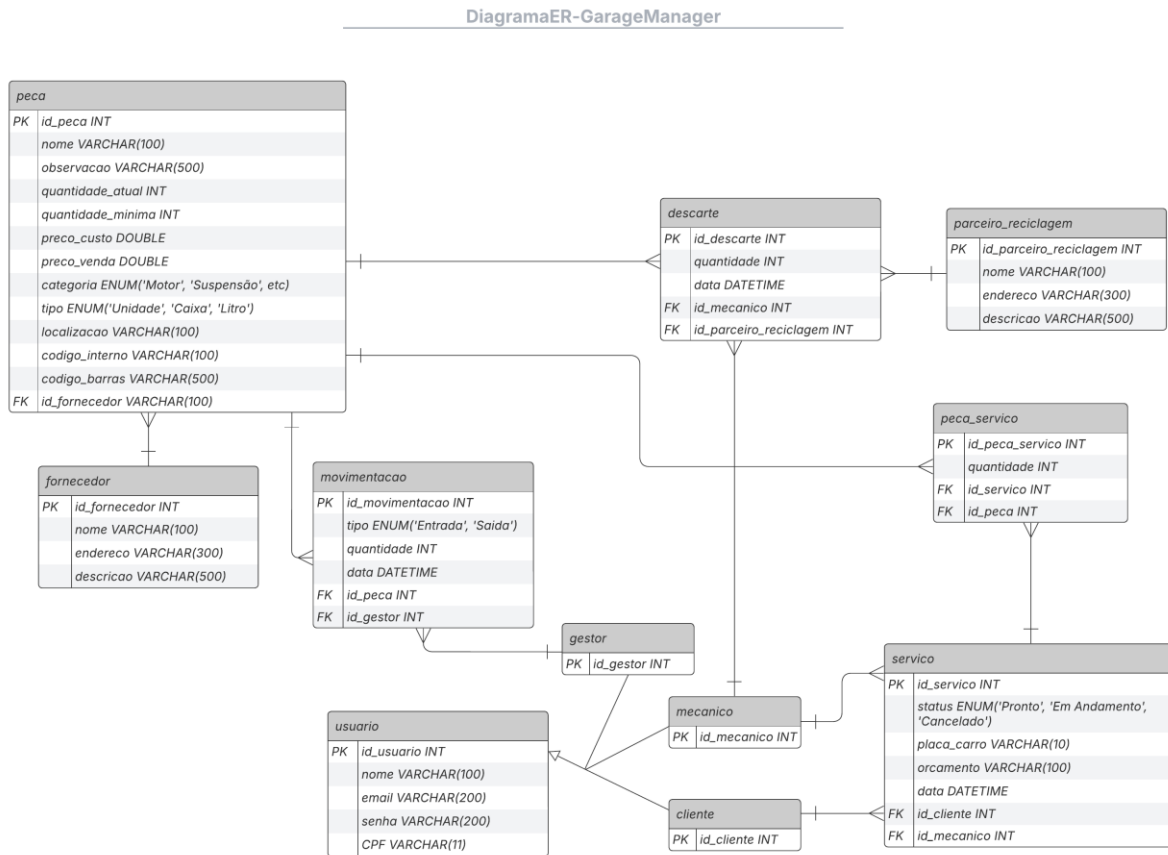 DiagramaER-GarageManager
peca
PK id_peca INT
nome VARCHAR(100)
observacao VARCHAR(500)
quantidade_atual INT
quantidade_minima INT
preco_custo DOUBLE
preco_venda DOUBLE
categoria ENUM('Motor', 'Suspensão', etc)
tipo ENUM('Unidade', 'Caixa', 'Litro')
localizacao VARCHAR(100)
codigo_interno VARCHAR(100)
codigo_barras VARCHAR(500)
FK id_fornecedor VARCHAR(100)
descarte
PK id_descarte INT
quantidade INT
data DATETIME
FK id_mecanico INT
FK id_parceiro_reciclagem INT
parceiro_reciclagem
PK id_parceiro_reciclagem INT
nome VARCHAR(100)
endereco VARCHAR(300)
descricao VARCHAR(500)
peca_servico
PK id_peca_servico INT
quantidade INT
FK id_servico INT
FK id_peca INT
fornecedor
PK id_fornecedor INT
nome VARCHAR(100)
endereco VARCHAR(300)
descricao VARCHAR(500)
movimentacao
PK id_movimentacao INT
tipo ENUM('Entrada', 'Saida')
quantidade INT
data DATETIME
FK id_peca INT
FK id_gestor INT
gestor
PK id_gestor INT
servico
PK id_servico INT
status ENUM('Pronto', 'Em Andamento',
'Cancelado')
placa_carro VARCHAR(10)
orcamento VARCHAR(100)
data DATETIME
FK id_cliente INT
FK id_mecanico INT
mecanico
PK id_mecanico INT
usuario
PK id_usuario INT
nome VARCHAR(100)
email VARCHAR(200)
senha VARCHAR(200)
CPF VARCHAR(11)
cliente
PK id_cliente INT